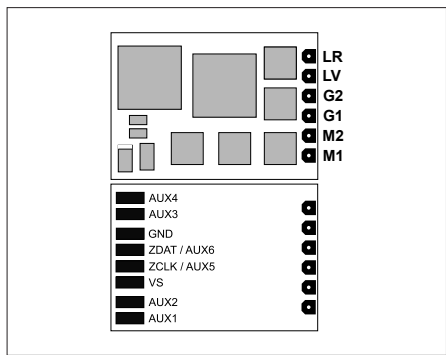 LR
LV
G2
G1
M2
M1
AUX4
AUX3
GND
ZDAT / AUX6
ZCLK / AUX5
VS
AUX2
AUX1